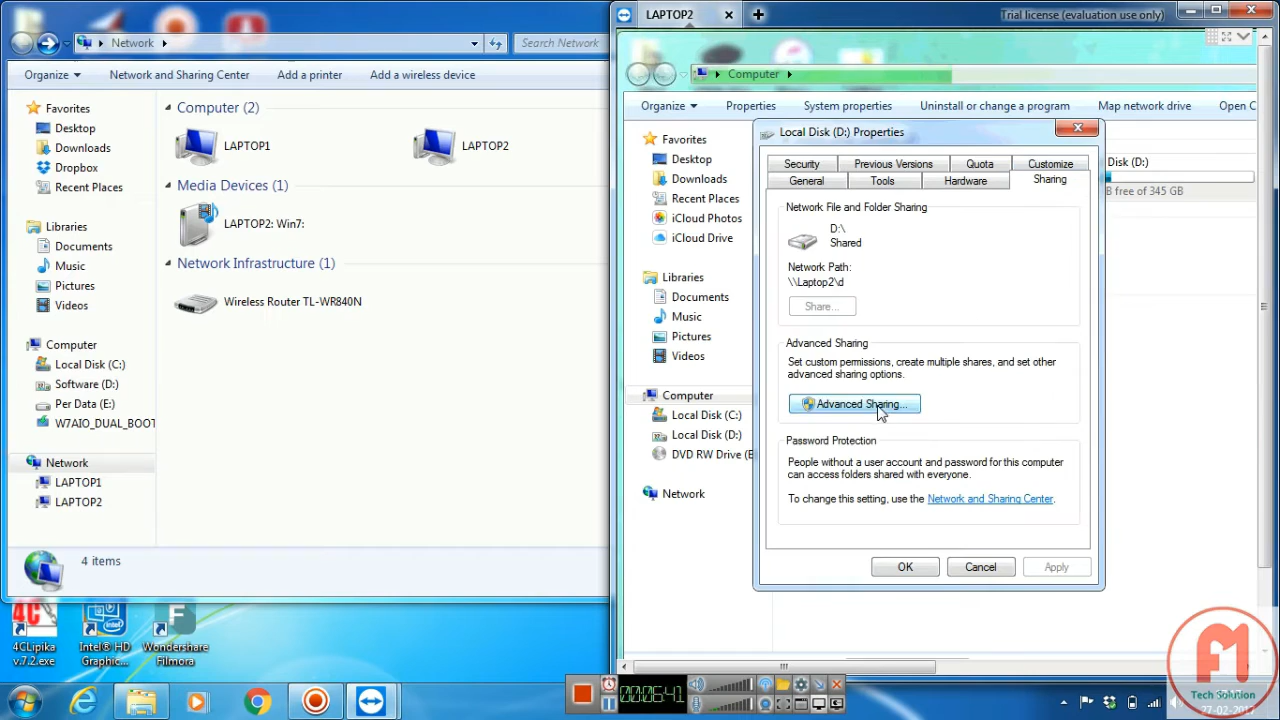 Network
Search Network
Organize
Network and Sharing Center
Add a printer
Add a wireless device
Favorites
Desktop
Downloads
Dropbox
Recent Places
Libraries
Documents
Music
Pictures
Videos
Computer
Local Disk (C:)
Software (D:)
Per Data (E:)
W7AIO_DUAL_BOOT
Network
LAPTOP1
LAPTOP2
Computer (2)
LAPTOP1
LAPTOP2
Media Devices (1)
LAPTOP2: Win7:
Network Infrastructure (1)
Wireless Router TL-WR840N
4 items
4CLipika
v.7.2.exe
Intel® HD
Graphic...
Wondershare
Filmora
LAPTOP2
Trial license (evaluation use only)
Computer
Organize
Properties
System properties
Uninstall or change a program
Map network drive
Open C
Favorites
Desktop
Downloads
Recent Places
iCloud Photos
iCloud Drive
Libraries
Documents
Music
Pictures
Videos
Computer
Local Disk (C:)
Local Disk (D:)
DVD RW Drive (E
Network
Disk (D:)
B free of 345 GB
Local Disk (D:) Properties
Security
Previous Versions
Quota
Customize
General
Tools
Hardware
Sharing
Network File and Folder Sharing
D:\
Shared
Network Path:
\\Laptop2\d
Share...
Advanced Sharing
Set custom permissions, create multiple shares, and set other
advanced sharing options.
Advanced Sharing...
Password Protection
People without a user account and password for this computer
can access folders shared with everyone.
To change this setting, use the Network and Sharing Center.
OK
Cancel
Apply
00:06:41
Tech Solution